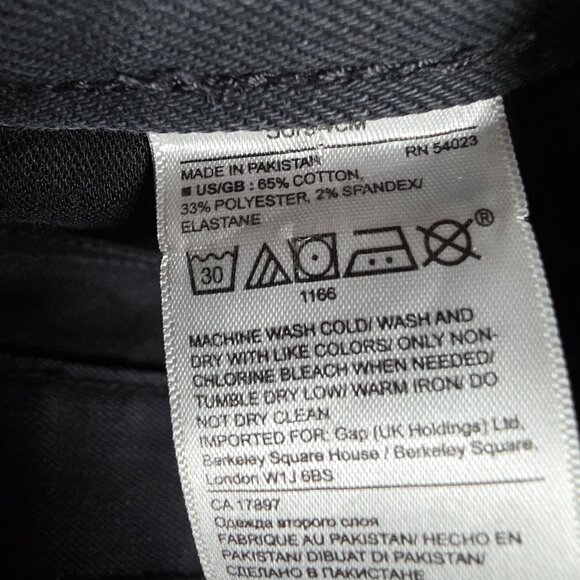 MADE IN PAKISTAN
RN 54023
■ US/GB : 65% COTTON,
33% POLYESTER, 2% SPANDEX/
ELASTANE
30
®
1166
MACHINE WASH COLD/ WASH AND
DRY WITH LIKE COLORS/ ONLY NON-
CHLORINE BLEACH WHEN NEEDED/
TUMBLE DRY LOW/ WARM IRON/ DO
NOT DRY CLEAN
IMPORTED FOR: Gap (UK Holdings) Ltd,
Berkeley Square House / Berkeley Square,
London W1J 6BS
CA 17897
Одежда второго слоя
FABRIQUE AU PAKISTAN/ HECHO EN
PAKISTAN/ DIBUAT DI PAKISTAN/
СДЕЛАНО В ПАКИСТАНЕ